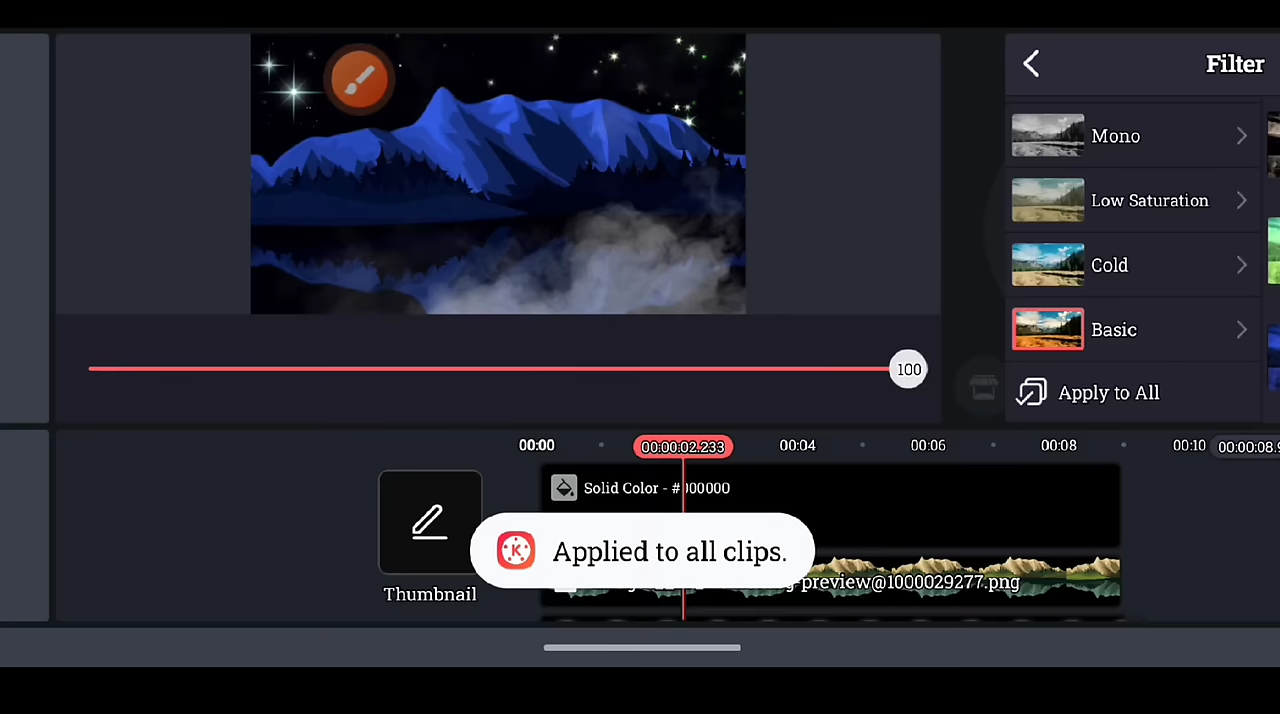 Filter
Mono
Low Saturation
Cold
Basic
Apply to All
100
00:00
00:00:02.233
00:04
00:06
00:08
00:10
Solid Color - #000000
Applied to all clips.
-preview@1000029277.png
Thumbnail
K